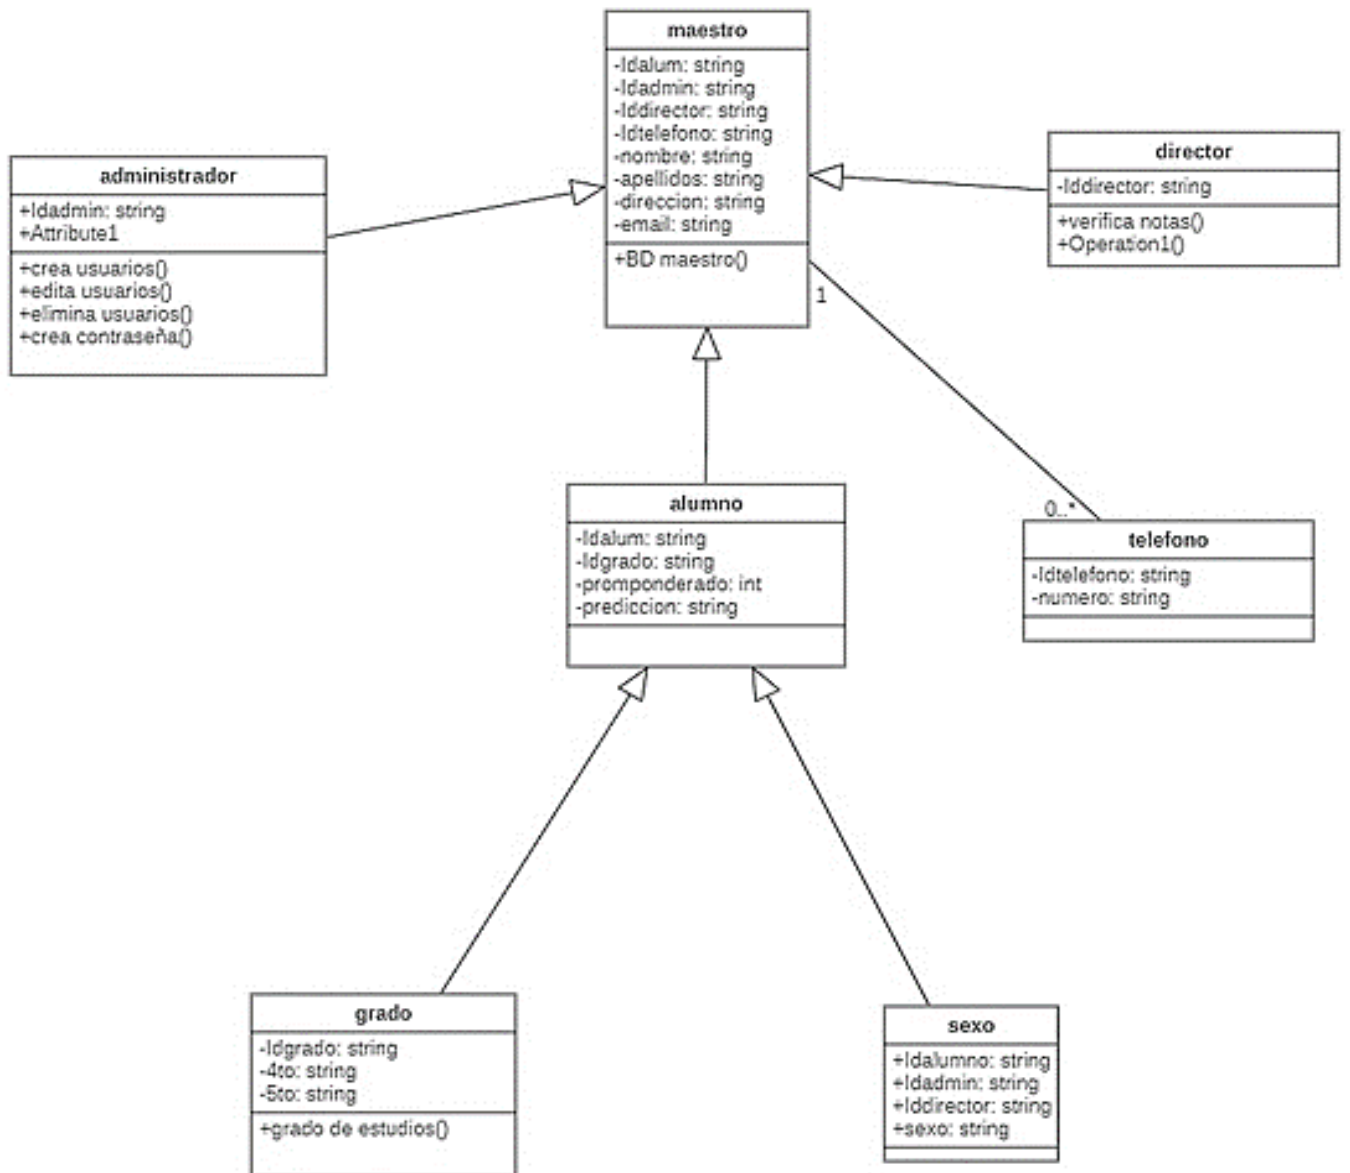 maestro
-Idalum: string
-Idadmin: string
-Iddirector: string
-Idtelefono: string
-nombre: string
-apellidos: string
-direccion: string
-email: string
+BD maestro()
1
administrador
+Idadmin: string
+Attribute1
+crea usuarios()
+edita usuarios()
+elimina usuarios()
+crea contraseña()
director
-Iddirector: string
+verifica notas()
+Operation1()
alumno
-Idalum: string
-Idgrado: string
-promponderado: int
-prediccion: string
0..*
telefono
-Idtelefono: string
-numero: string
grado
-Idgrado: string
-4to: string
-5to: string
+grado de estudios()
sexo
+Idalumno: string
+Idadmin: string
+Iddirector: string
+sexo: string